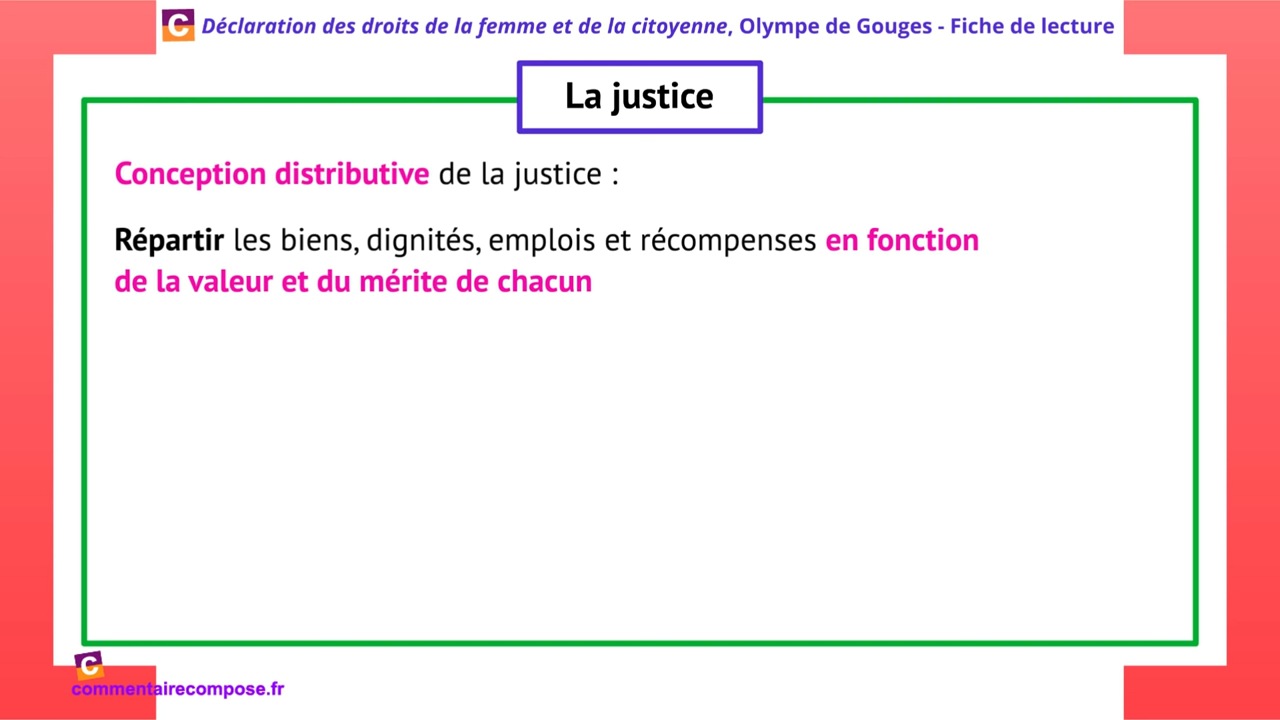 C Déclaration des droits de la femme et de la citoyenne, Olympe de Gouges - Fiche de lecture
La justice
Conception distributive de la justice :
Répartir les biens, dignités, emplois et récompenses en fonction
de la valeur et du mérite de chacun
C
commentairecompose.fr